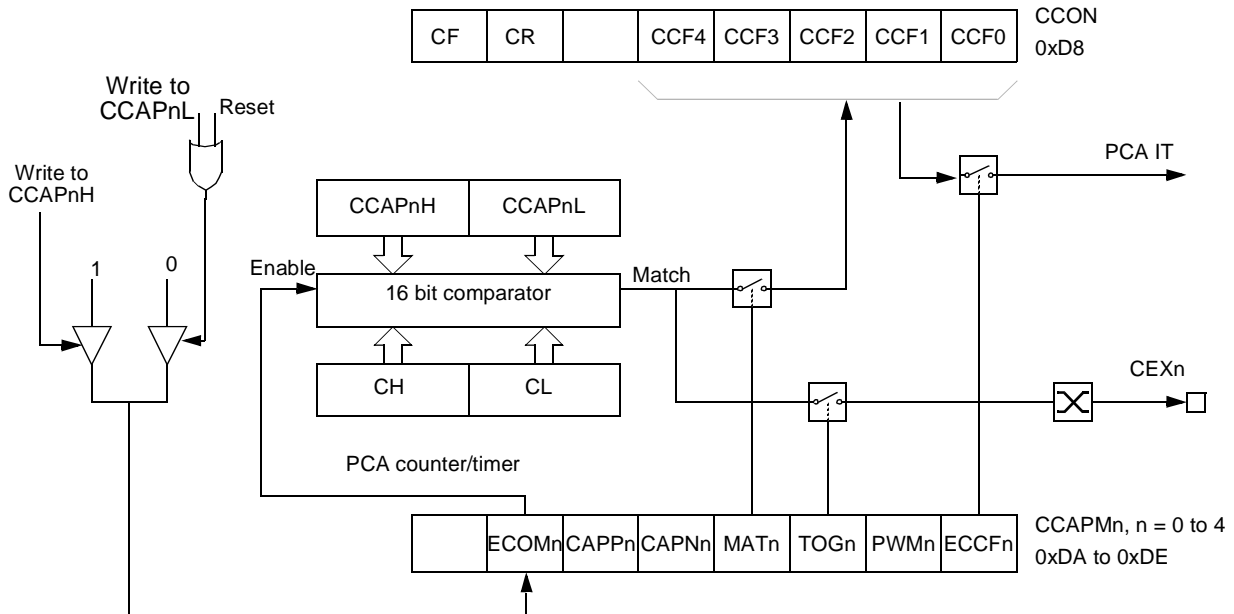 CF CR CCF4 CCF3 CCF2 CCF1 CCF0
CCON
0xD8
Write to
CCAPnL
Reset
Write to
CCAPnH
PCA IT
CCAPnH CCAPnL
1
0
Enable
16 bit comparator
Match
CH CL
CEXn
PCA counter/timer
ECOMn CAPPn CAPNn MATn TOGn PWMn ECCFn
CCAPMn, n = 0 to 4
0xDA to 0xDE